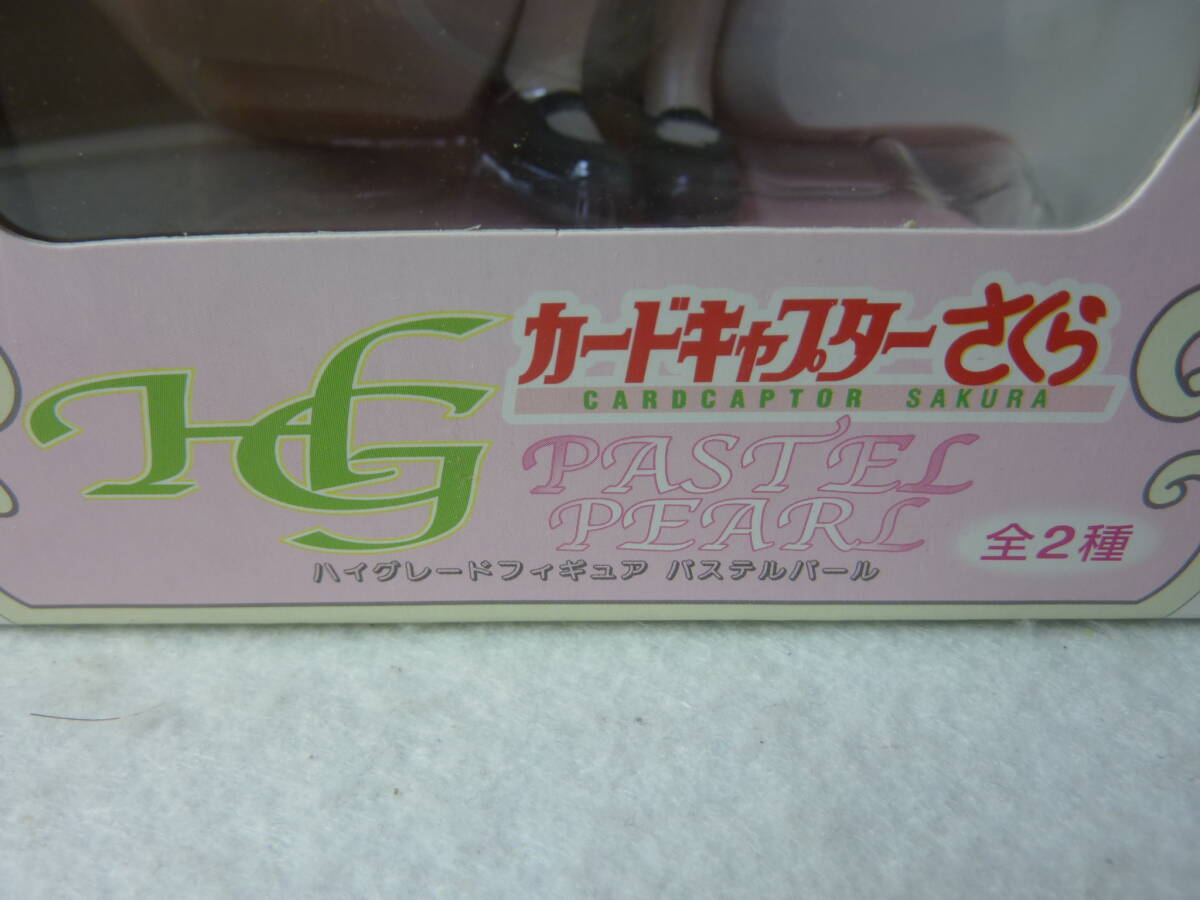 HG
カードキャプターさくら
CARDCAPTOR SAKURA
PASTEL
PEARL
全2種
ハイグレードフィギュア パステルパール